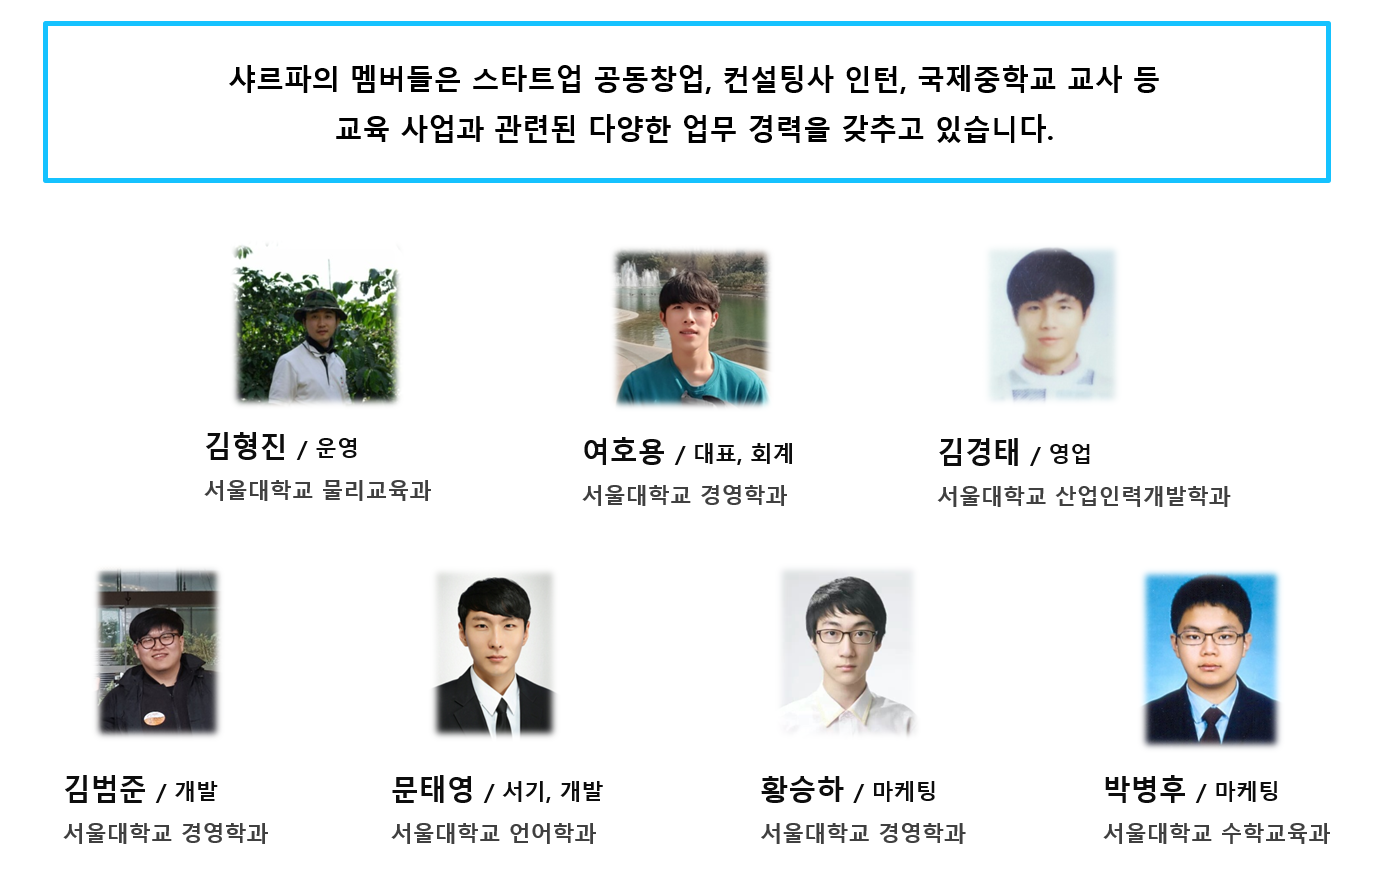 샤르파의 멤버들은 스타트업 공동창업, 컨설팅사 인턴, 국제중학교 교사 등
교육 사업과 관련된 다양한 업무 경력을 갖추고 있습니다.
김형진 / 운영
서울대학교 물리교육과
여호용 / 대표, 회계
서울대학교 경영학과
김경태 / 영업
서울대학교 산업인력개발학과
김범준 / 개발
서울대학교 경영학과
문태영 / 서기, 개발
서울대학교 언어학과
황승하 / 마케팅
서울대학교 경영학과
박병후 / 마케팅
서울대학교 수학교육과